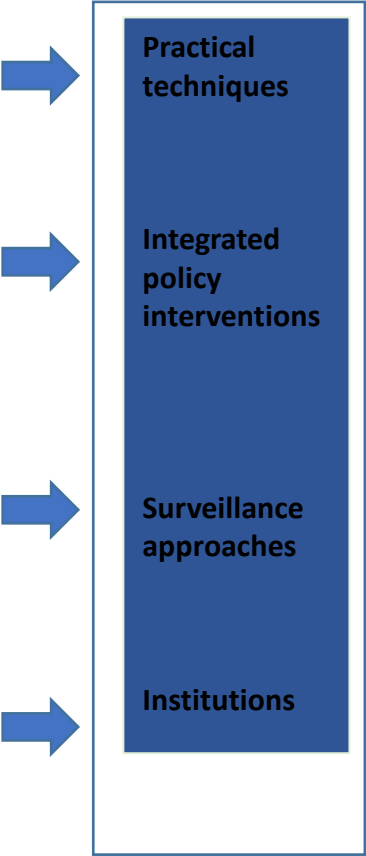 Practical
techniques
Integrated
policy
interventions
Surveillance
approaches
Institutions